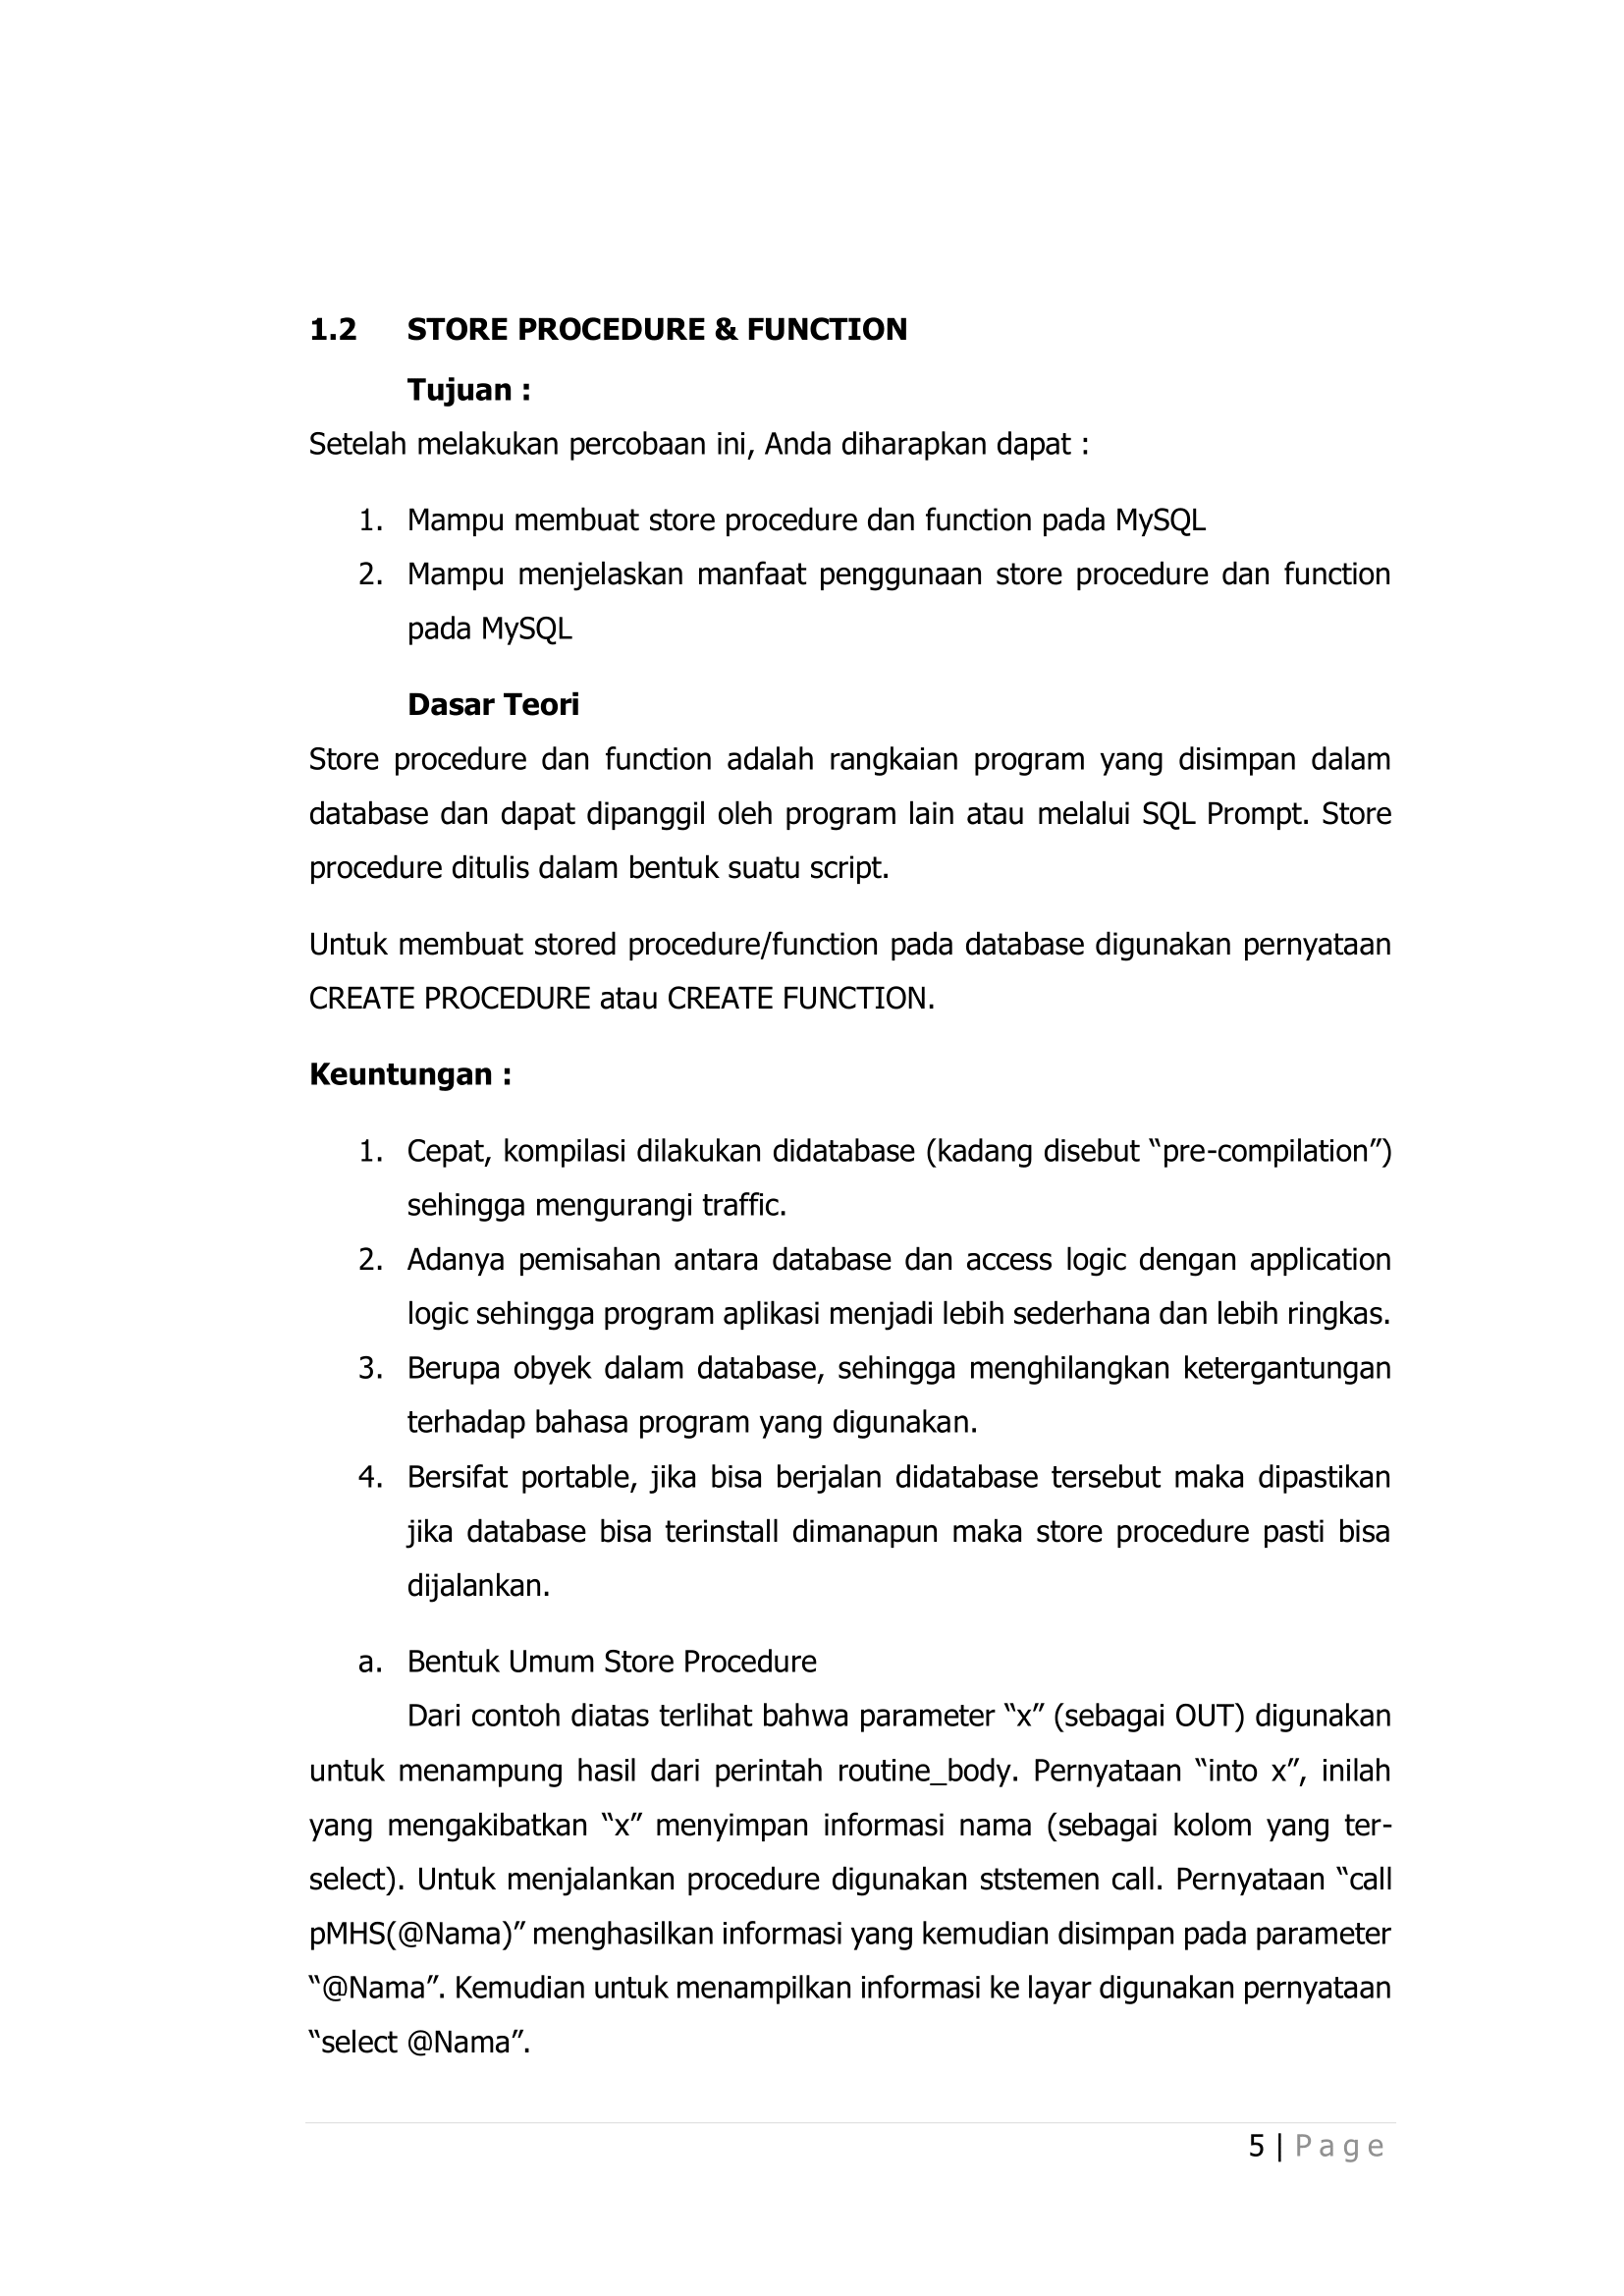 1.2 STORE PROCEDURE & FUNCTION
Tujuan :
Setelah melakukan percobaan ini, Anda diharapkan dapat :
1. Mampu membuat store procedure dan function pada MySQL
2. Mampu menjelaskan manfaat penggunaan store procedure dan function
pada MySQL
Dasar Teori
Store procedure dan function adalah rangkaian program yang disimpan dalam
database dan dapat dipanggil oleh program lain atau melalui SQL Prompt. Store
procedure ditulis dalam bentuk suatu script.
Untuk membuat stored procedure/function pada database digunakan pernyataan
CREATE PROCEDURE atau CREATE FUNCTION.
Keuntungan :
1. Cepat, kompilasi dilakukan didatabase (kadang disebut “pre-compilation”)
sehingga mengurangi traffic.
2. Adanya pemisahan antara database dan access logic dengan application
logic sehingga program aplikasi menjadi lebih sederhana dan lebih ringkas.
3. Berupa obyek dalam database, sehingga menghilangkan ketergantungan
terhadap bahasa program yang digunakan.
4. Bersifat portable, jika bisa berjalan didatabase tersebut maka dipastikan
jika database bisa terinstall dimanapun maka store procedure pasti bisa
dijalankan.
a. Bentuk Umum Store Procedure
Dari contoh diatas terlihat bahwa parameter “x” (sebagai OUT) digunakan
untuk menampung hasil dari perintah routine_body. Pernyataan “into x”, inilah
yang mengakibatkan “x” menyimpan informasi nama (sebagai kolom yang ter-
select). Untuk menjalankan procedure digunakan ststemen call. Pernyataan “call
pMHS(@Nama)” menghasilkan informasi yang kemudian disimpan pada parameter
“@Nama”. Kemudian untuk menampilkan informasi ke layar digunakan pernyataan
“select @Nama”.
5 | Page